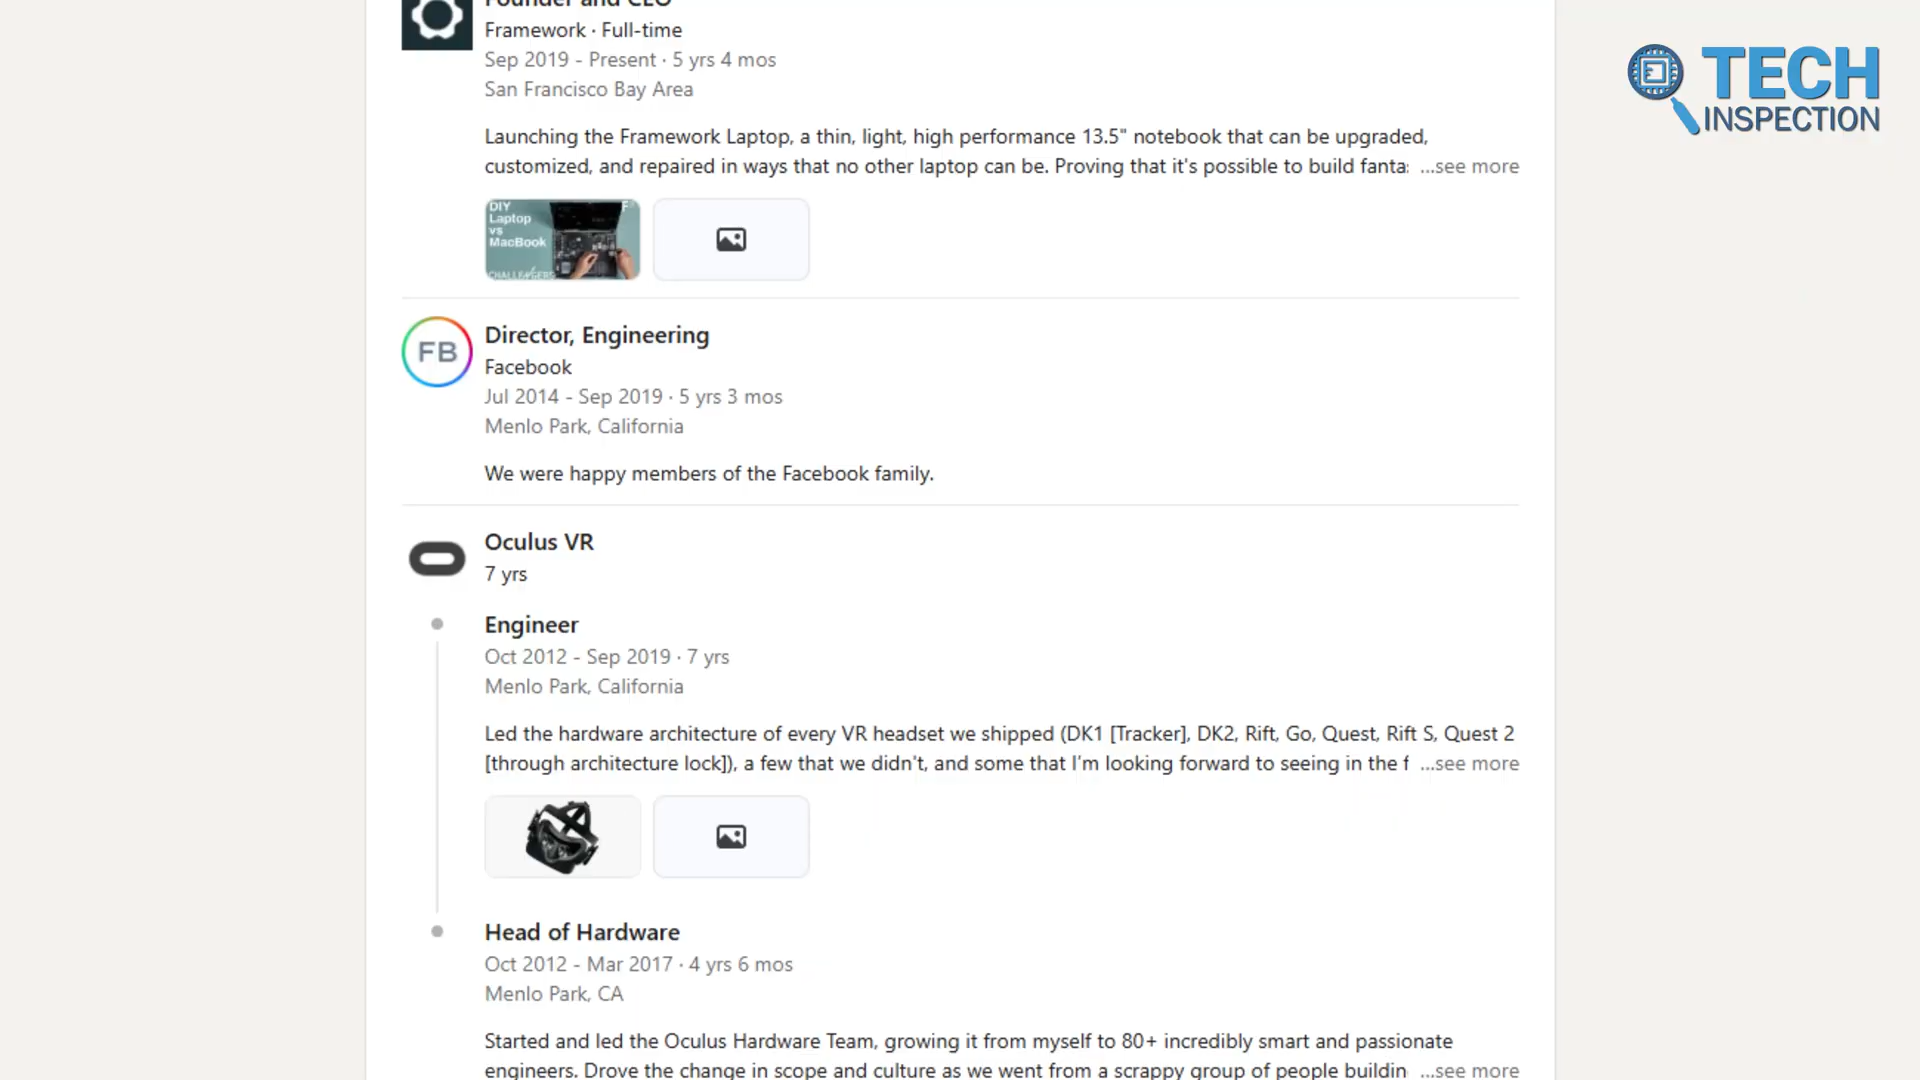 Founder and CEO
Framework · Full-time
Sep 2019 - Present · 5 yrs 4 mos
San Francisco Bay Area
Launching the Framework Laptop, a thin, light, high performance 13.5" notebook that can be upgraded,
customized, and repaired in ways that no other laptop can be. Proving that it's possible to build fanta ...see more
DIY
Laptop
vs
MacBook
CHALLENGERS
TECH
INSPECTION
FB
Director, Engineering
Facebook
Jul 2014 - Sep 2019 · 5 yrs 3 mos
Menlo Park, California
We were happy members of the Facebook family.
Oculus VR
7 yrs
Engineer
Oct 2012 - Sep 2019 · 7 yrs
Menlo Park, California
Led the hardware architecture of every VR headset we shipped (DK1 [Tracker], DK2, Rift, Go, Quest, Rift S, Quest 2
[through architecture lock]), a few that we didn't, and some that I'm looking forward to seeing in the f ...see more
Head of Hardware
Oct 2012 - Mar 2017 · 4 yrs 6 mos
Menlo Park, CA
Started and led the Oculus Hardware Team, growing it from myself to 80+ incredibly smart and passionate
engineers. Drove the change in scope and culture as we went from a scrappy group of people buildin ...see more